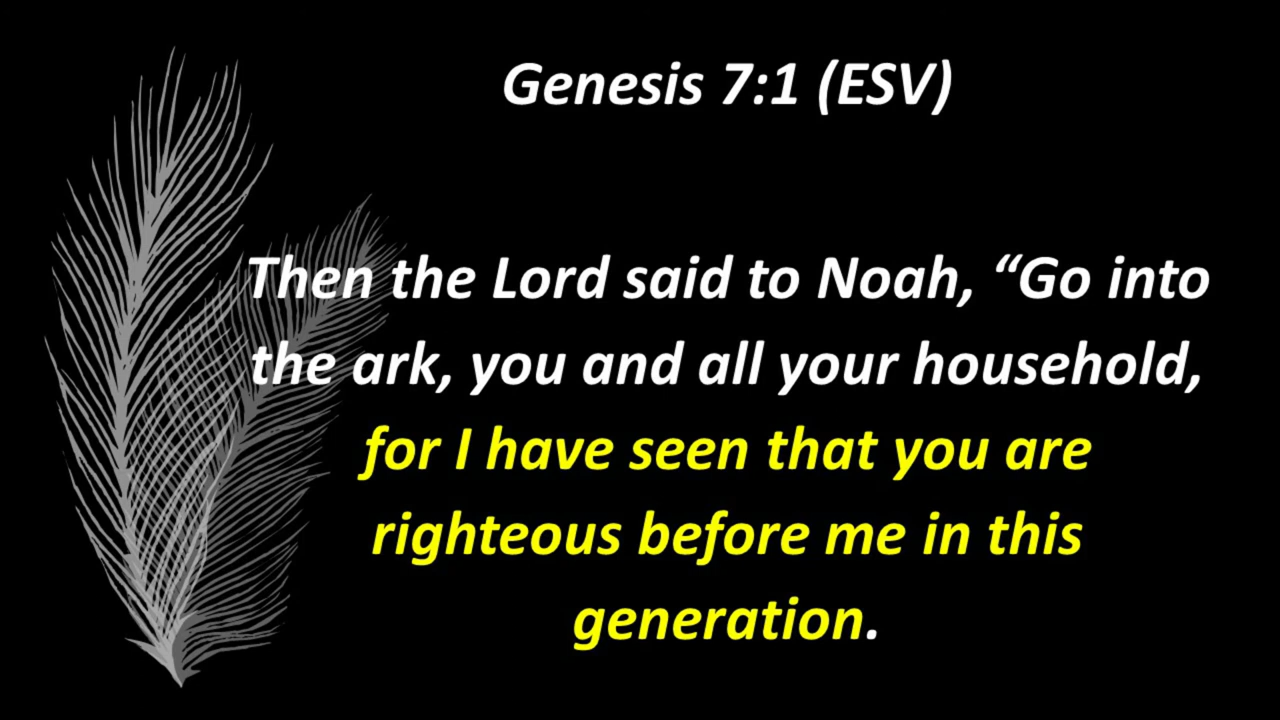 Genesis 7:1 (ESV)
Then the Lord said to Noah, “Go into
the ark, you and all your household,
for I have seen that you are
righteous before me in this
generation.